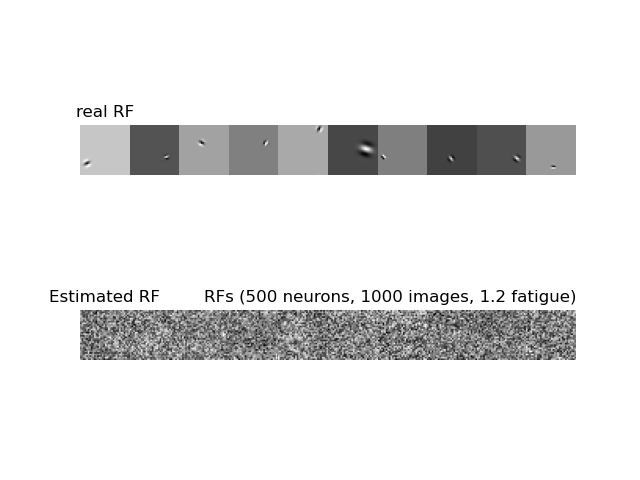 real RF
Estimated RF
RFs (500 neurons, 1000 images, 1.2 fatigue)